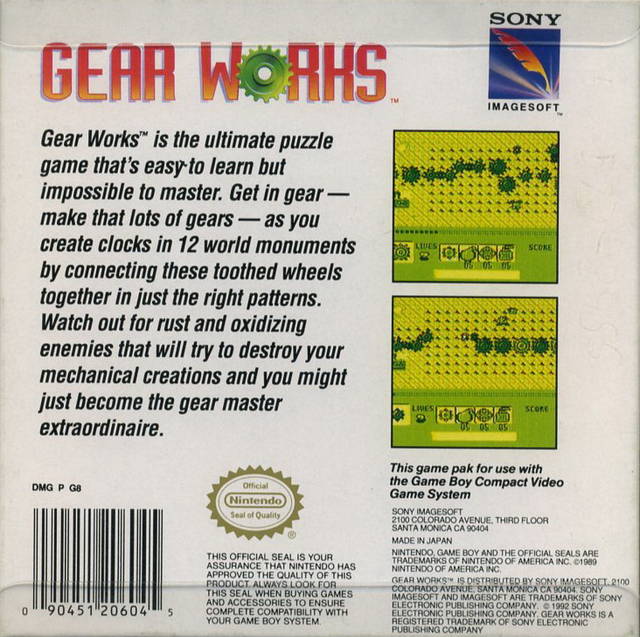 SONY
GEAR WORKS™
IMAGESOFT™
Gear Works™ is the ultimate puzzle
game that's easy to learn but
impossible to master. Get in gear —
make that lots of gears — as you
create clocks in 12 world monuments
by connecting these toothed wheels
together in just the right patterns.
Watch out for rust and oxidizing
enemies that will try to destroy your
mechanical creations and you might
just become the gear master
extraordinaire.
LIVES SCORE
05 05 05
LIVES SCORE
05 05 05
This game pak for use with
the Game Boy Compact Video
Game System
DMG P G8
Official
Nintendo
Seal of Quality
®
SONY IMAGESOFT
2100 COLORADO AVENUE, THIRD FLOOR
SANTA MONICA CA 90404
MADE IN JAPAN
NINTENDO, GAME BOY AND THE OFFICIAL SEALS ARE
TRADEMARKS OF NINTENDO OF AMERICA INC. ©1989
NINTENDO OF AMERICA INC.
THIS OFFICIAL SEAL IS YOUR
ASSURANCE THAT NINTENDO HAS
APPROVED THE QUALITY OF THIS
PRODUCT. ALWAYS LOOK FOR
THIS SEAL WHEN BUYING GAMES
AND ACCESSORIES TO ENSURE
COMPLETE COMPATIBILITY WITH
YOUR GAME BOY SYSTEM.
GEAR WORKS™ IS DISTRIBUTED BY SONY IMAGESOFT, 2100
COLORADO AVENUE, SANTA MONICA CA 90404. SONY
IMAGESOFT AND IMAGESOFT ARE TRADEMARKS OF SONY
ELECTRONIC PUBLISHING COMPANY. © 1992 SONY
ELECTRONIC PUBLISHING COMPANY. GEAR WORKS IS A
REGISTERED TRADEMARK OF SONY ELECTRONIC
PUBLISHING COMPANY
0 90451 20604 5